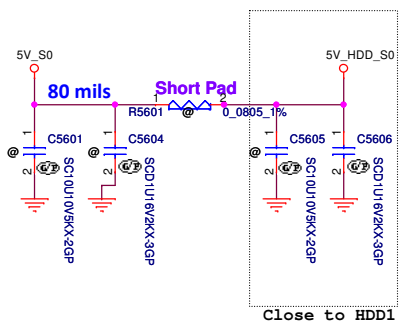 5V_S0
5V_HDD_S0
80 mils
Short Pad
1
2
R5601
@
0_0805_1%
1
C5601
@
2
G/P
SC10U10V5KX-2GP
1
C5604
@
2
G/P
SCD1U16V2KX-3GP
1
C5605
@
2
G/P
SC10U10V5KX-2GP
1
C5606
2
G/P
SCD1U16V2KX-3GP
Close to HDD1